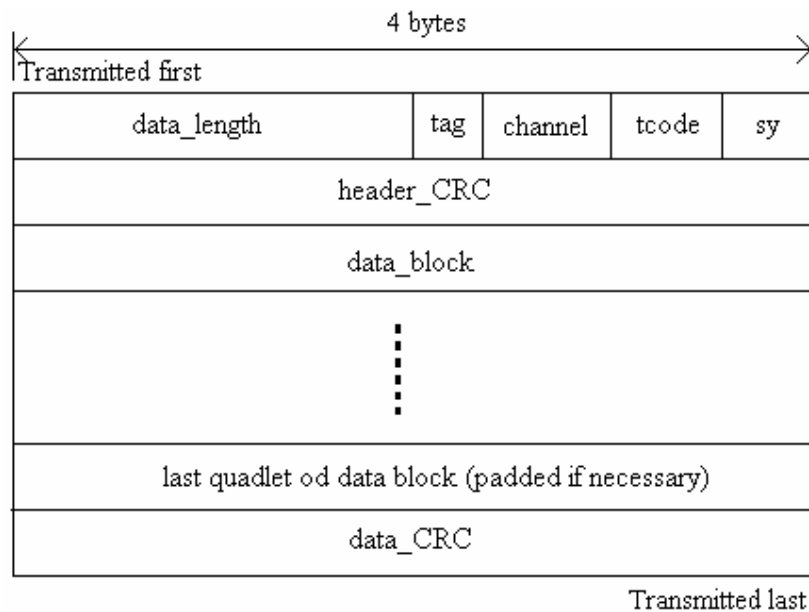 4 bytes
Transmitted first
data_length tag channel tcode sy
header_CRC
data_block
last quadlet od data block (padded if necessary)
data_CRC
Transmitted last